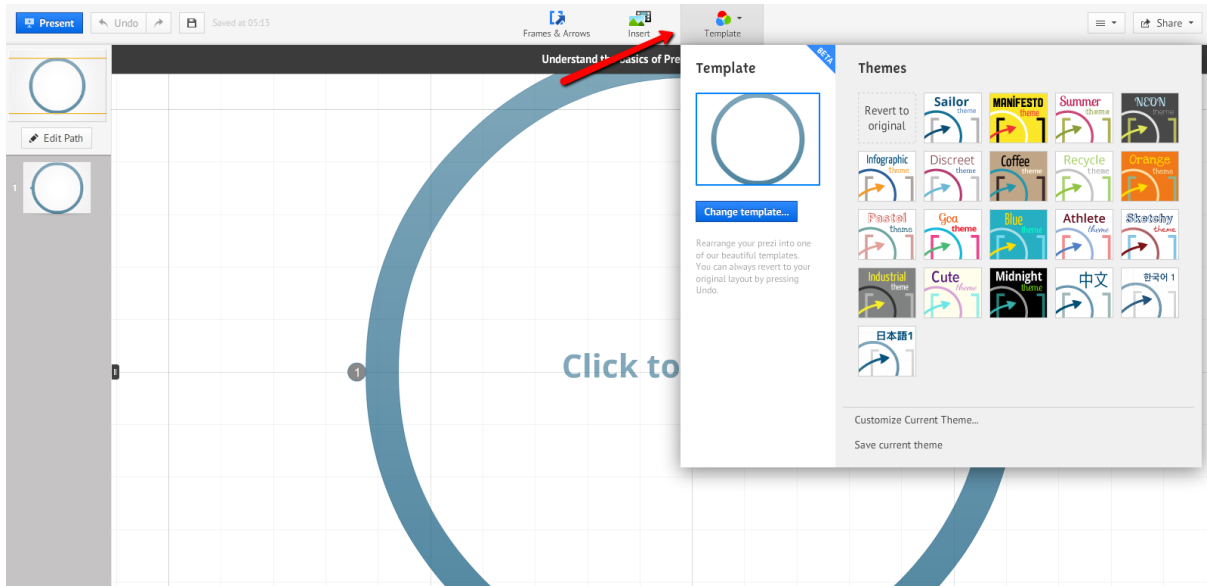 Present
Undo
Saved at 05:13
Frames & Arrows
Insert
Template
Share
Understand the basics of Pre
Edit Path
1
1
Click to
Template
BETA
Change template...
Rearrange your prezi into one
of our beautiful templates.
You can always revert to your
original layout by pressing
Undo.
Themes
Revert to
original
Sailor
theme
MANIFESTO
theme
Summer
theme
NEON
theme
Infographic
theme
Discreet
theme
Coffee
theme
Recycle
theme
Orange
theme
Pastel
theme
Goa
theme
Blue
theme
Athlete
theme
Sketchy
theme
Industrial
theme
Cute
theme
Midnight
theme
中文
한국어 1
日本語1
Customize Current Theme...
Save current theme